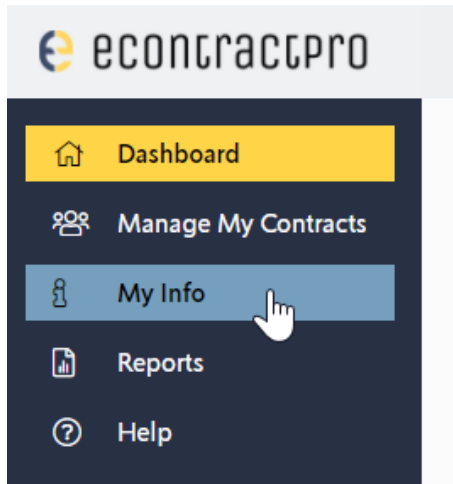 econtractpro
Dashboard
Manage My Contracts
My Info
Reports
Help